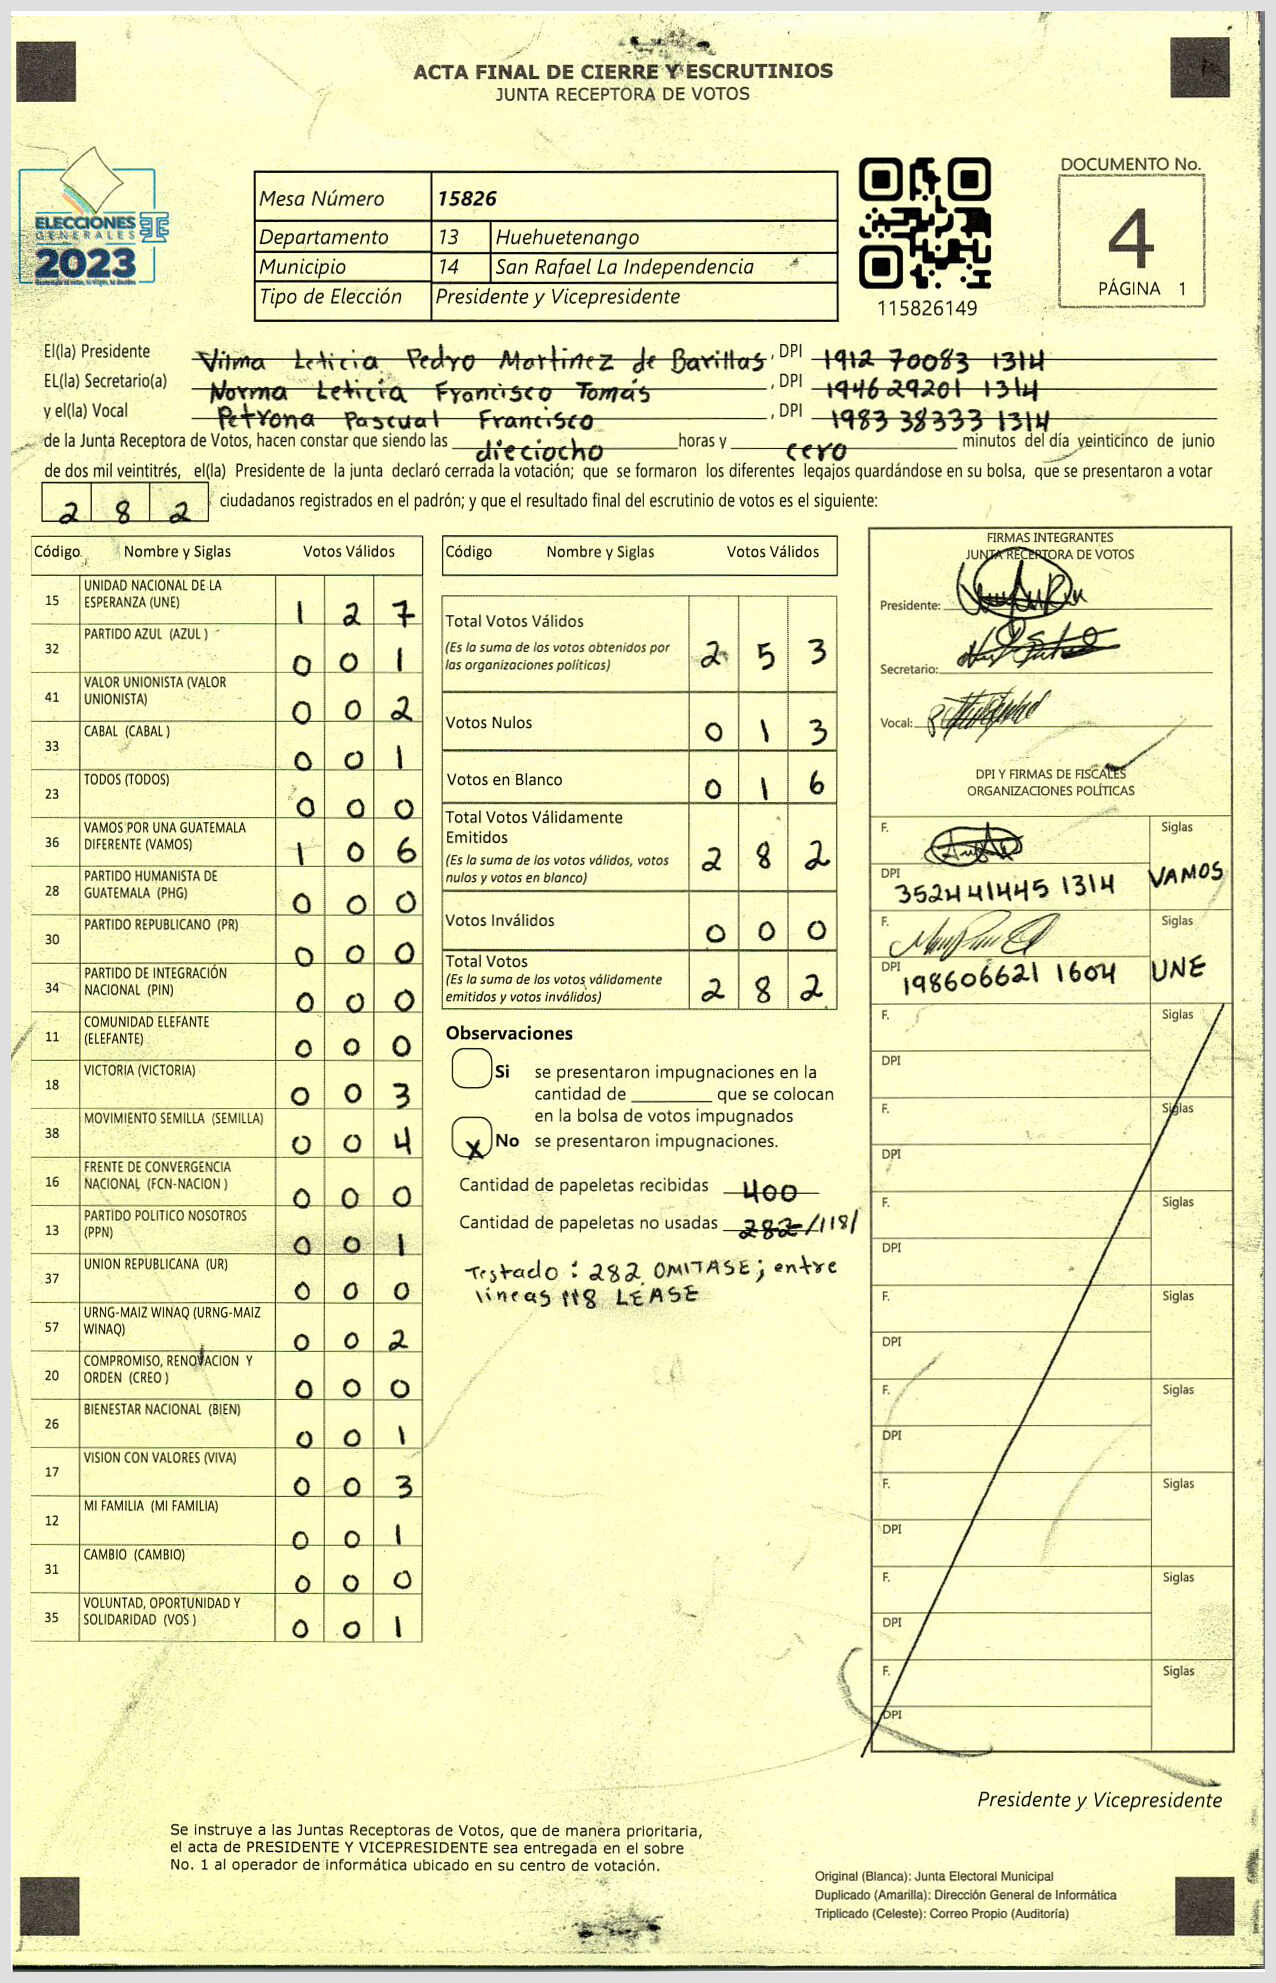 ACTA FINAL DE CIERRE Y ESCRUTINIOS
JUNTA RECEPTORA DE VOTOS
ELECCIONES
GENERALES
2023
Mesa Número 15826
Departamento 13 Huehuetenango
Municipio 14 San Rafael La Independencia
Tipo de Elección Presidente y Vicepresidente
115826149
DOCUMENTO No.
4
PÁGINA 1
El(la) Presidente Vilma Leticia Pedro Martinez de Barillas, DPI 1912 70083 1314
EL(la) Secretario(a) Norma Leticia Francisco Tomás, DPI 1946 29201 1314
y el(la) Vocal Petrona Pascual Francisco, DPI 1983 38333 1314
de la Junta Receptora de Votos, hacen constar que siendo las dieciocho horas y cero minutos del día veinticinco de junio
de dos mil veintitrés, el(la) Presidente de la junta declaró cerrada la votación; que se formaron los diferentes legajos guardándose en su bolsa, que se presentaron a votar
2 8 2 ciudadanos registrados en el padrón; y que el resultado final del escrutinio de votos es el siguiente:
Código Nombre y Siglas Votos Válidos
15 UNIDAD NACIONAL DE LA ESPERANZA (UNE) 1 2 7
32 PARTIDO AZUL (AZUL ) 0 0 1
41 VALOR UNIONISTA (VALOR UNIONISTA) 0 0 2
33 CABAL (CABAL ) 0 0 1
23 TODOS (TODOS) 0 0 0
36 VAMOS POR UNA GUATEMALA DIFERENTE (VAMOS) 1 0 6
28 PARTIDO HUMANISTA DE GUATEMALA (PHG) 0 0 0
30 PARTIDO REPUBLICANO (PR) 0 0 0
34 PARTIDO DE INTEGRACIÓN NACIONAL (PIN) 0 0 0
11 COMUNIDAD ELEFANTE (ELEFANTE) 0 0 0
18 VICTORIA (VICTORIA) 0 0 3
38 MOVIMIENTO SEMILLA (SEMILLA) 0 0 4
16 FRENTE DE CONVERGENCIA NACIONAL (FCN-NACION ) 0 0 0
13 PARTIDO POLITICO NOSOTROS (PPN) 0 0 1
37 UNION REPUBLICANA (UR) 0 0 0
57 URNG-MAIZ WINAQ (URNG-MAIZ WINAQ) 0 0 2
20 COMPROMISO, RENOVACION Y ORDEN (CREO ) 0 0 0
26 BIENESTAR NACIONAL (BIEN) 0 0 1
17 VISION CON VALORES (VIVA) 0 0 3
12 MI FAMILIA (MI FAMILIA) 0 0 1
31 CAMBIO (CAMBIO) 0 0 0
35 VOLUNTAD, OPORTUNIDAD Y SOLIDARIDAD (VOS ) 0 0 1
Código Nombre y Siglas Votos Válidos
Total Votos Válidos 2 5 3
(Es la suma de los votos obtenidos por
las organizaciones políticas)
Votos Nulos 0 1 3
Votos en Blanco 0 1 6
Total Votos Válidamente
Emitidos 2 8 2
(Es la suma de los votos válidos, votos
nulos y votos en blanco)
Votos Inválidos 0 0 0
Total Votos 2 8 2
(Es la suma de los votos válidamente
emitidos y votos inválidos)
Observaciones
Si se presentaron impugnaciones en la
cantidad de ________ que se colocan
en la bolsa de votos impugnados
X No se presentaron impugnaciones.
Cantidad de papeletas recibidas 400
Cantidad de papeletas no usadas 282/118/
Testado: 282 OMITASE; entre
líneas 118 LEASE
FIRMAS INTEGRANTES
JUNTA RECEPTORA DE VOTOS
Presidente:
Secretario:
Vocal:
DPI Y FIRMAS DE FISCALES
ORGANIZACIONES POLÍTICAS
F. Siglas
DPI 352441445 1314 VAMOS
F. Siglas
DPI 198606621 1604 UNE
F. Siglas
DPI
F. Siglas
DPI
F. Siglas
DPI
F. Siglas
DPI
F. Siglas
DPI
F. Siglas
DPI
F. Siglas
DPI
F. Siglas
DPI
Presidente y Vicepresidente
Se instruye a las Juntas Receptoras de Votos, que de manera prioritaria,
el acta de PRESIDENTE Y VICEPRESIDENTE sea entregada en el sobre
No. 1 al operador de informática ubicado en su centro de votación.
Original (Blanca): Junta Electoral Municipal
Duplicado (Amarilla): Dirección General de Informática
Triplicado (Celeste): Correo Propio (Auditoría)